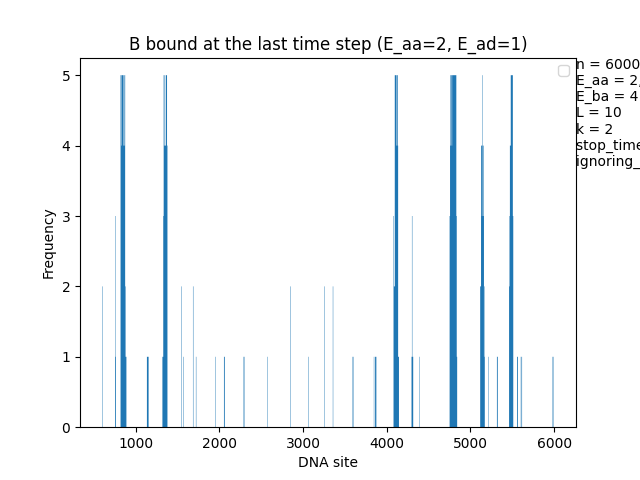 B bound at the last time step (E_aa=2, E_ad=1)
n = 6000
E_aa = 2,
E_ba = 4
L = 10
k = 2
stop_time
ignoring_
Frequency
5
4
3
2
1
0
1000 2000 3000 4000 5000 6000
DNA site